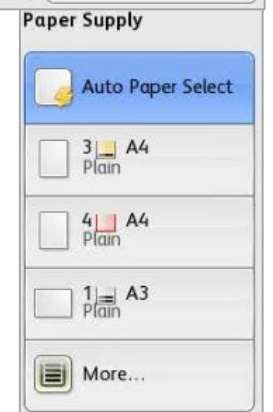 Paper Supply
Auto Paper Select
3 A4
Plain
4 A4
Plain
1 A3
Plain
More...